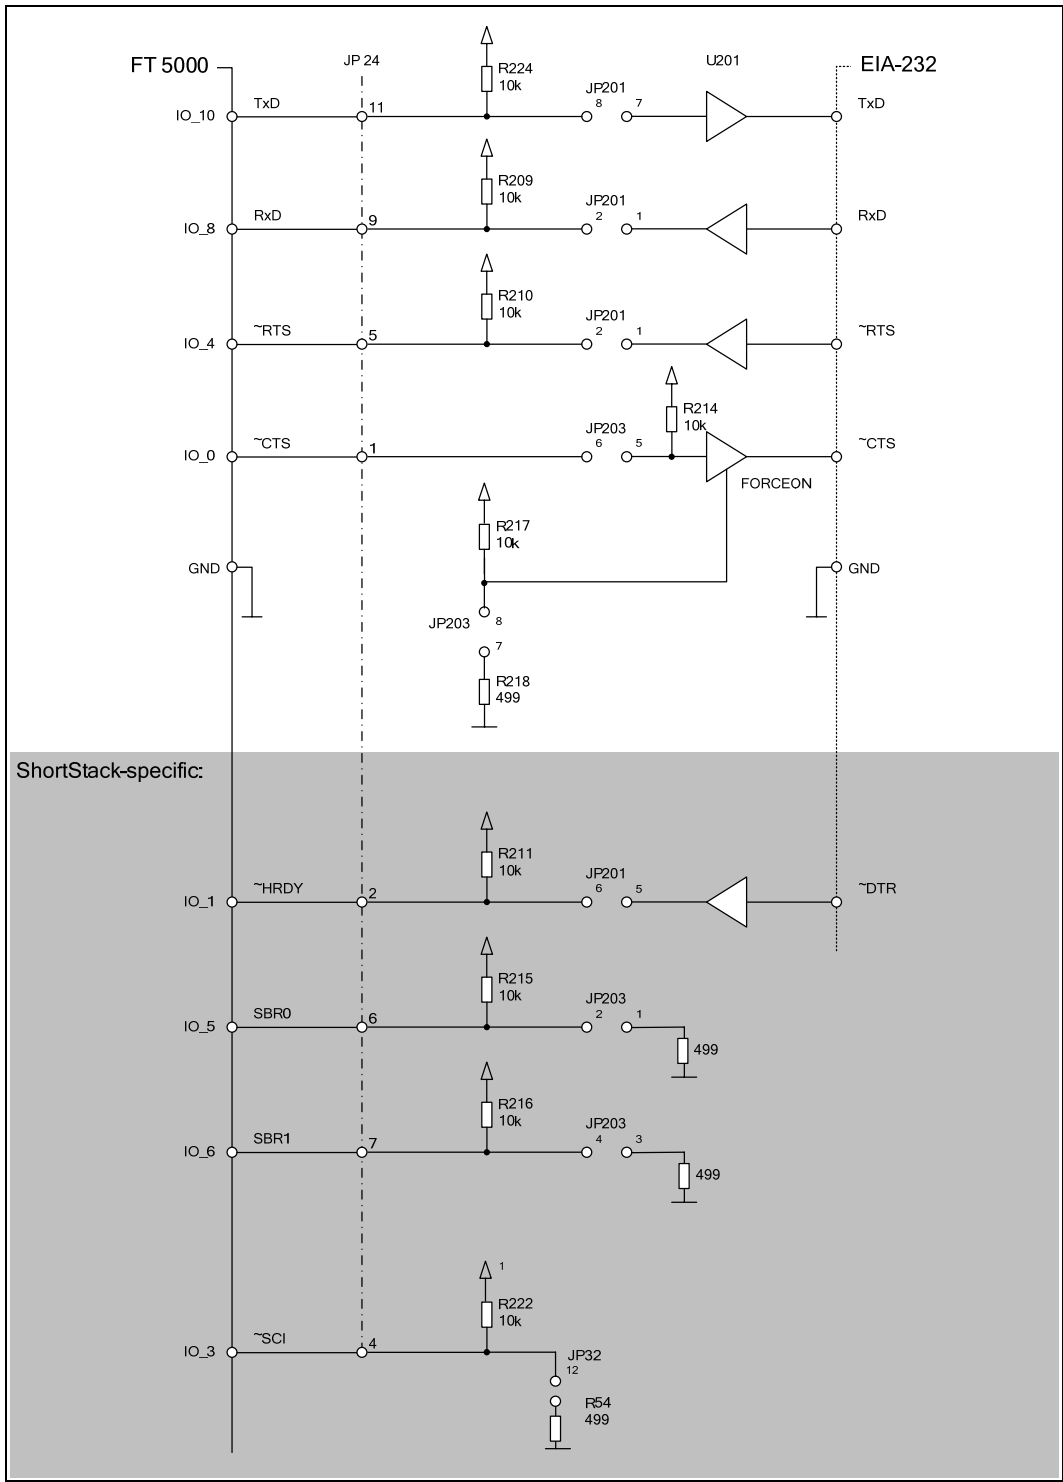 FT 5000
JP 24
R224
10k
JP201
8 7
U201
EIA-232
IO_10
TxD
11
TxD
R209
10k
JP201
2 1
IO_8
RxD
9
RxD
R210
10k
JP201
2 1
IO_4
~RTS
5
~RTS
R214
10k
JP203
6 5
IO_0
~CTS
1
~CTS
FORCEON
R217
10k
GND
GND
JP203
8
7
R218
499
ShortStack-specific:
R211
10k
JP201
6 5
IO_1
~HRDY
2
~DTR
R215
10k
JP203
2 1
IO_5
SBR0
6
499
R216
10k
JP203
4 3
IO_6
SBR1
7
499
1
R222
10k
IO_3
~SCI
4
JP32
12
R54
499